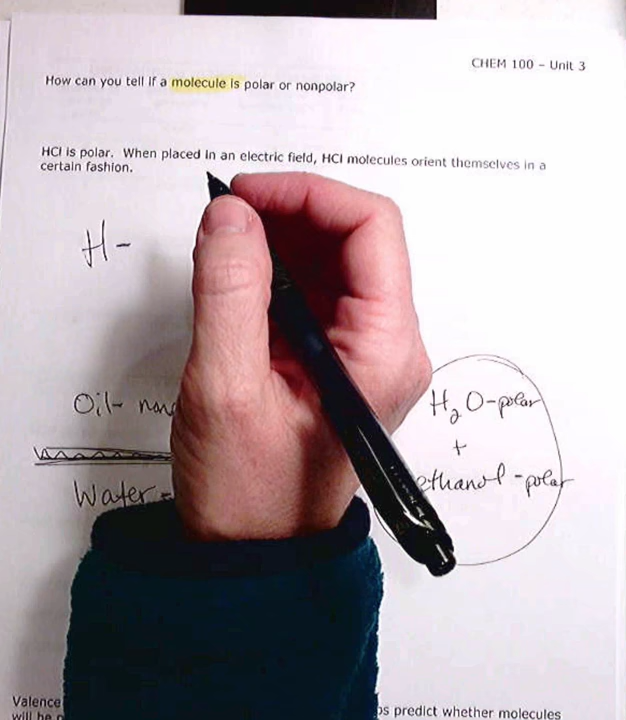 CHEM 100 – Unit 3
How can you tell if a molecule is polar or nonpolar?
HCl is polar. When placed in an electric field, HCl molecules orient themselves in a
certain fashion.
H-
Oil-
H2O-polar
+
ethanol-polar
Water-
Valence
predict whether molecules
will be